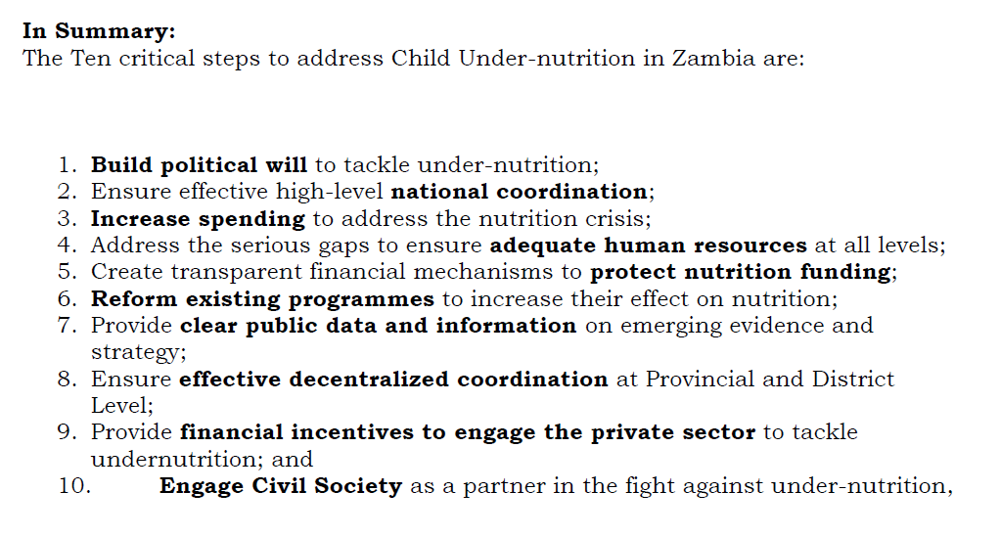 In Summary:
The Ten critical steps to address Child Under-nutrition in Zambia are:
1. Build political will to tackle under-nutrition;
2. Ensure effective high-level national coordination;
3. Increase spending to address the nutrition crisis;
4. Address the serious gaps to ensure adequate human resources at all levels;
5. Create transparent financial mechanisms to protect nutrition funding;
6. Reform existing programmes to increase their effect on nutrition;
7. Provide clear public data and information on emerging evidence and
strategy;
8. Ensure effective decentralized coordination at Provincial and District
Level;
9. Provide financial incentives to engage the private sector to tackle
undernutrition; and
10. Engage Civil Society as a partner in the fight against under-nutrition,